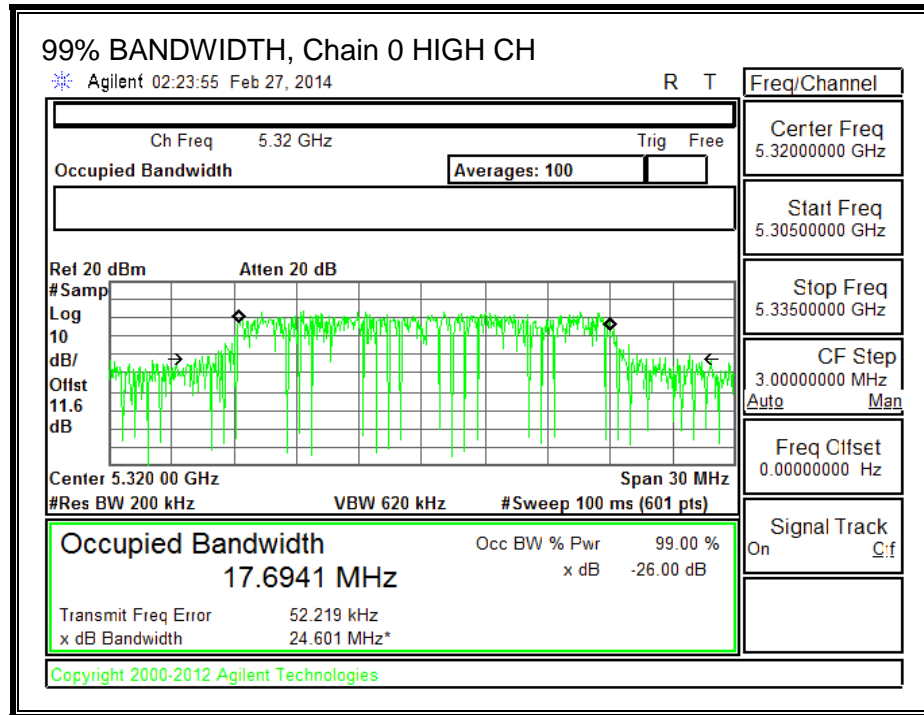 99% BANDWIDTH, Chain 0 HIGH CH
Agilent 02:23:55 Feb 27, 2014 R T
Freq/Channel
Ch Freq 5.32 GHz Trig Free
Occupied Bandwidth Averages: 100
Center Freq
5.32000000 GHz
Start Freq
5.30500000 GHz
Stop Freq
5.33500000 GHz
CF Step
3.00000000 MHz
Auto Man
Freq Offset
0.00000000 Hz
Signal Track
On Off
Ref 20 dBm Atten 20 dB
#Samp
Log
10
dB/
Offst
11.6
dB
Center 5.320 00 GHz Span 30 MHz
#Res BW 200 kHz VBW 620 kHz #Sweep 100 ms (601 pts)
Occupied Bandwidth Occ BW % Pwr 99.00 %
17.6941 MHz x dB -26.00 dB
Transmit Freq Error 52.219 kHz
x dB Bandwidth 24.601 MHz*
Copyright 2000-2012 Agilent Technologies